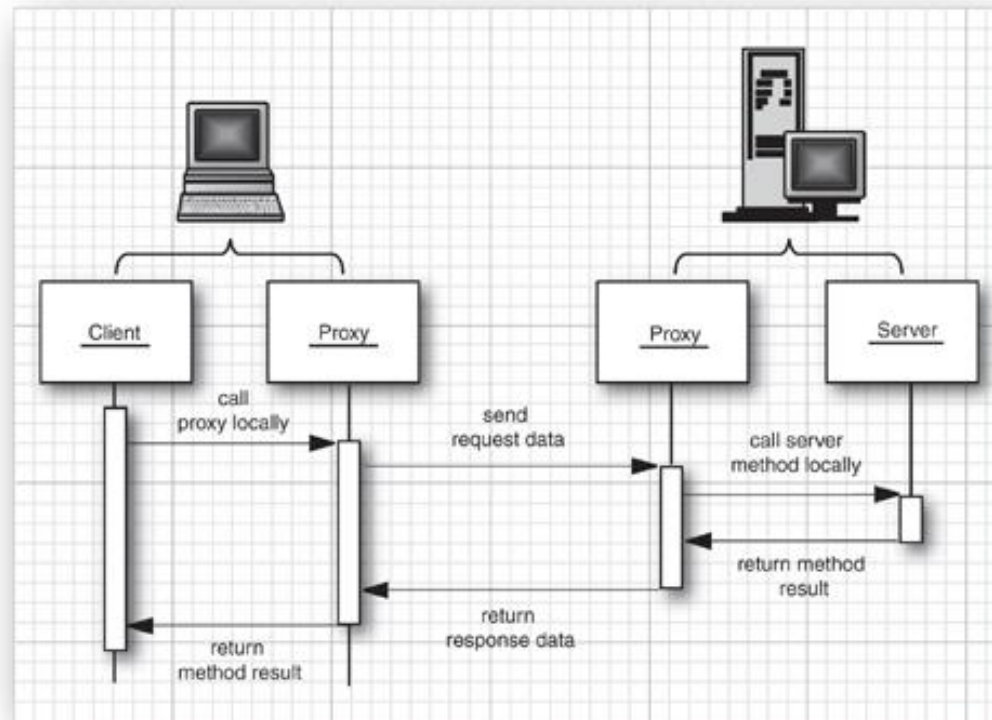 Client
Proxy
Proxy
Server
call
proxy locally
send
request data
call server
method locally
return method
result
return
response data
return
method result